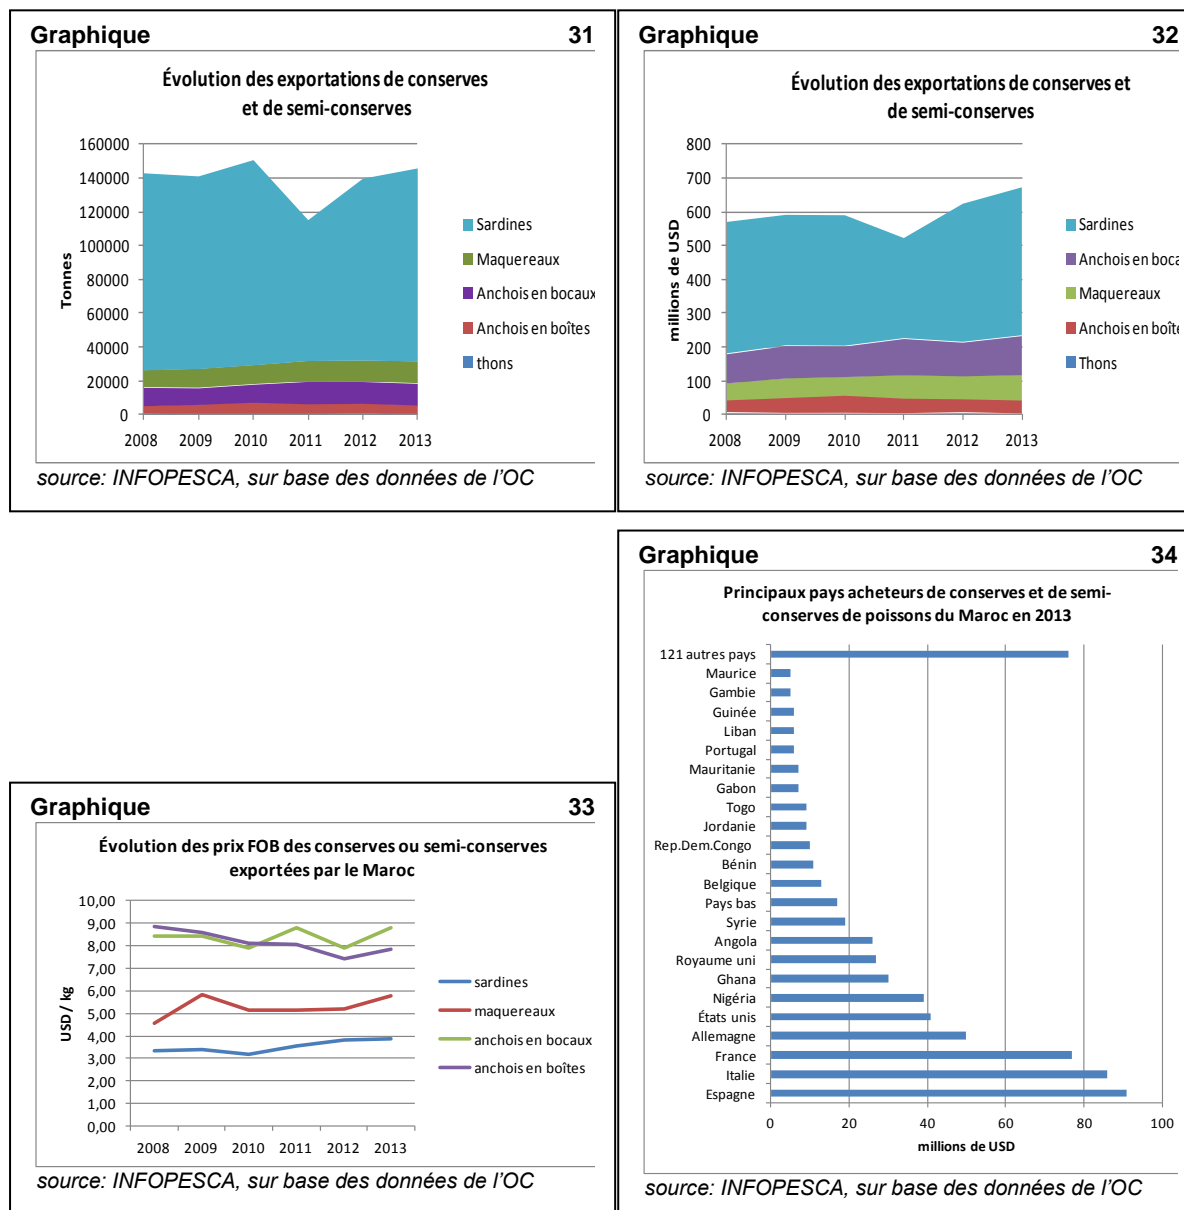 Graphique 31
Évolution des exportations de conserves
et de semi-conserves
160000
140000
120000
100000
80000
60000
40000
20000
0
Tonnes
2008 2009 2010 2011 2012 2013
Sardines
Maquereaux
Anchois en bocaux
Anchois en boîtes
thons
source: INFOPESCA, sur base des données de l'OC
Graphique 32
Évolution des exportations de conserves et
de semi-conserves
800
700
600
500
400
300
200
100
0
millions de USD
2008 2009 2010 2011 2012 2013
Sardines
Anchois en boca
Maquereaux
Anchois en boîte
Thons
source: INFOPESCA, sur base des données de l'OC
Graphique 33
Évolution des prix FOB des conserves ou semi-conserves
exportées par le Maroc
10,00
9,00
8,00
7,00
6,00
5,00
4,00
3,00
2,00
1,00
0,00
USD / kg
2008 2009 2010 2011 2012 2013
sardines
maquereaux
anchois en bocaux
anchois en boîtes
source: INFOPESCA, sur base des données de l'OC
Graphique 34
Principaux pays acheteurs de conserves et de semi-
conserves de poissons du Maroc en 2013
121 autres pays
Maurice
Gambie
Guinée
Liban
Portugal
Mauritanie
Gabon
Togo
Jordanie
Rep.Dem.Congo
Bénin
Belgique
Pays bas
Syrie
Angola
Royaume uni
Ghana
Nigéria
États unis
Allemagne
France
Italie
Espagne
0 20 40 60 80 100
millions de USD
source: INFOPESCA, sur base des données de l'OC